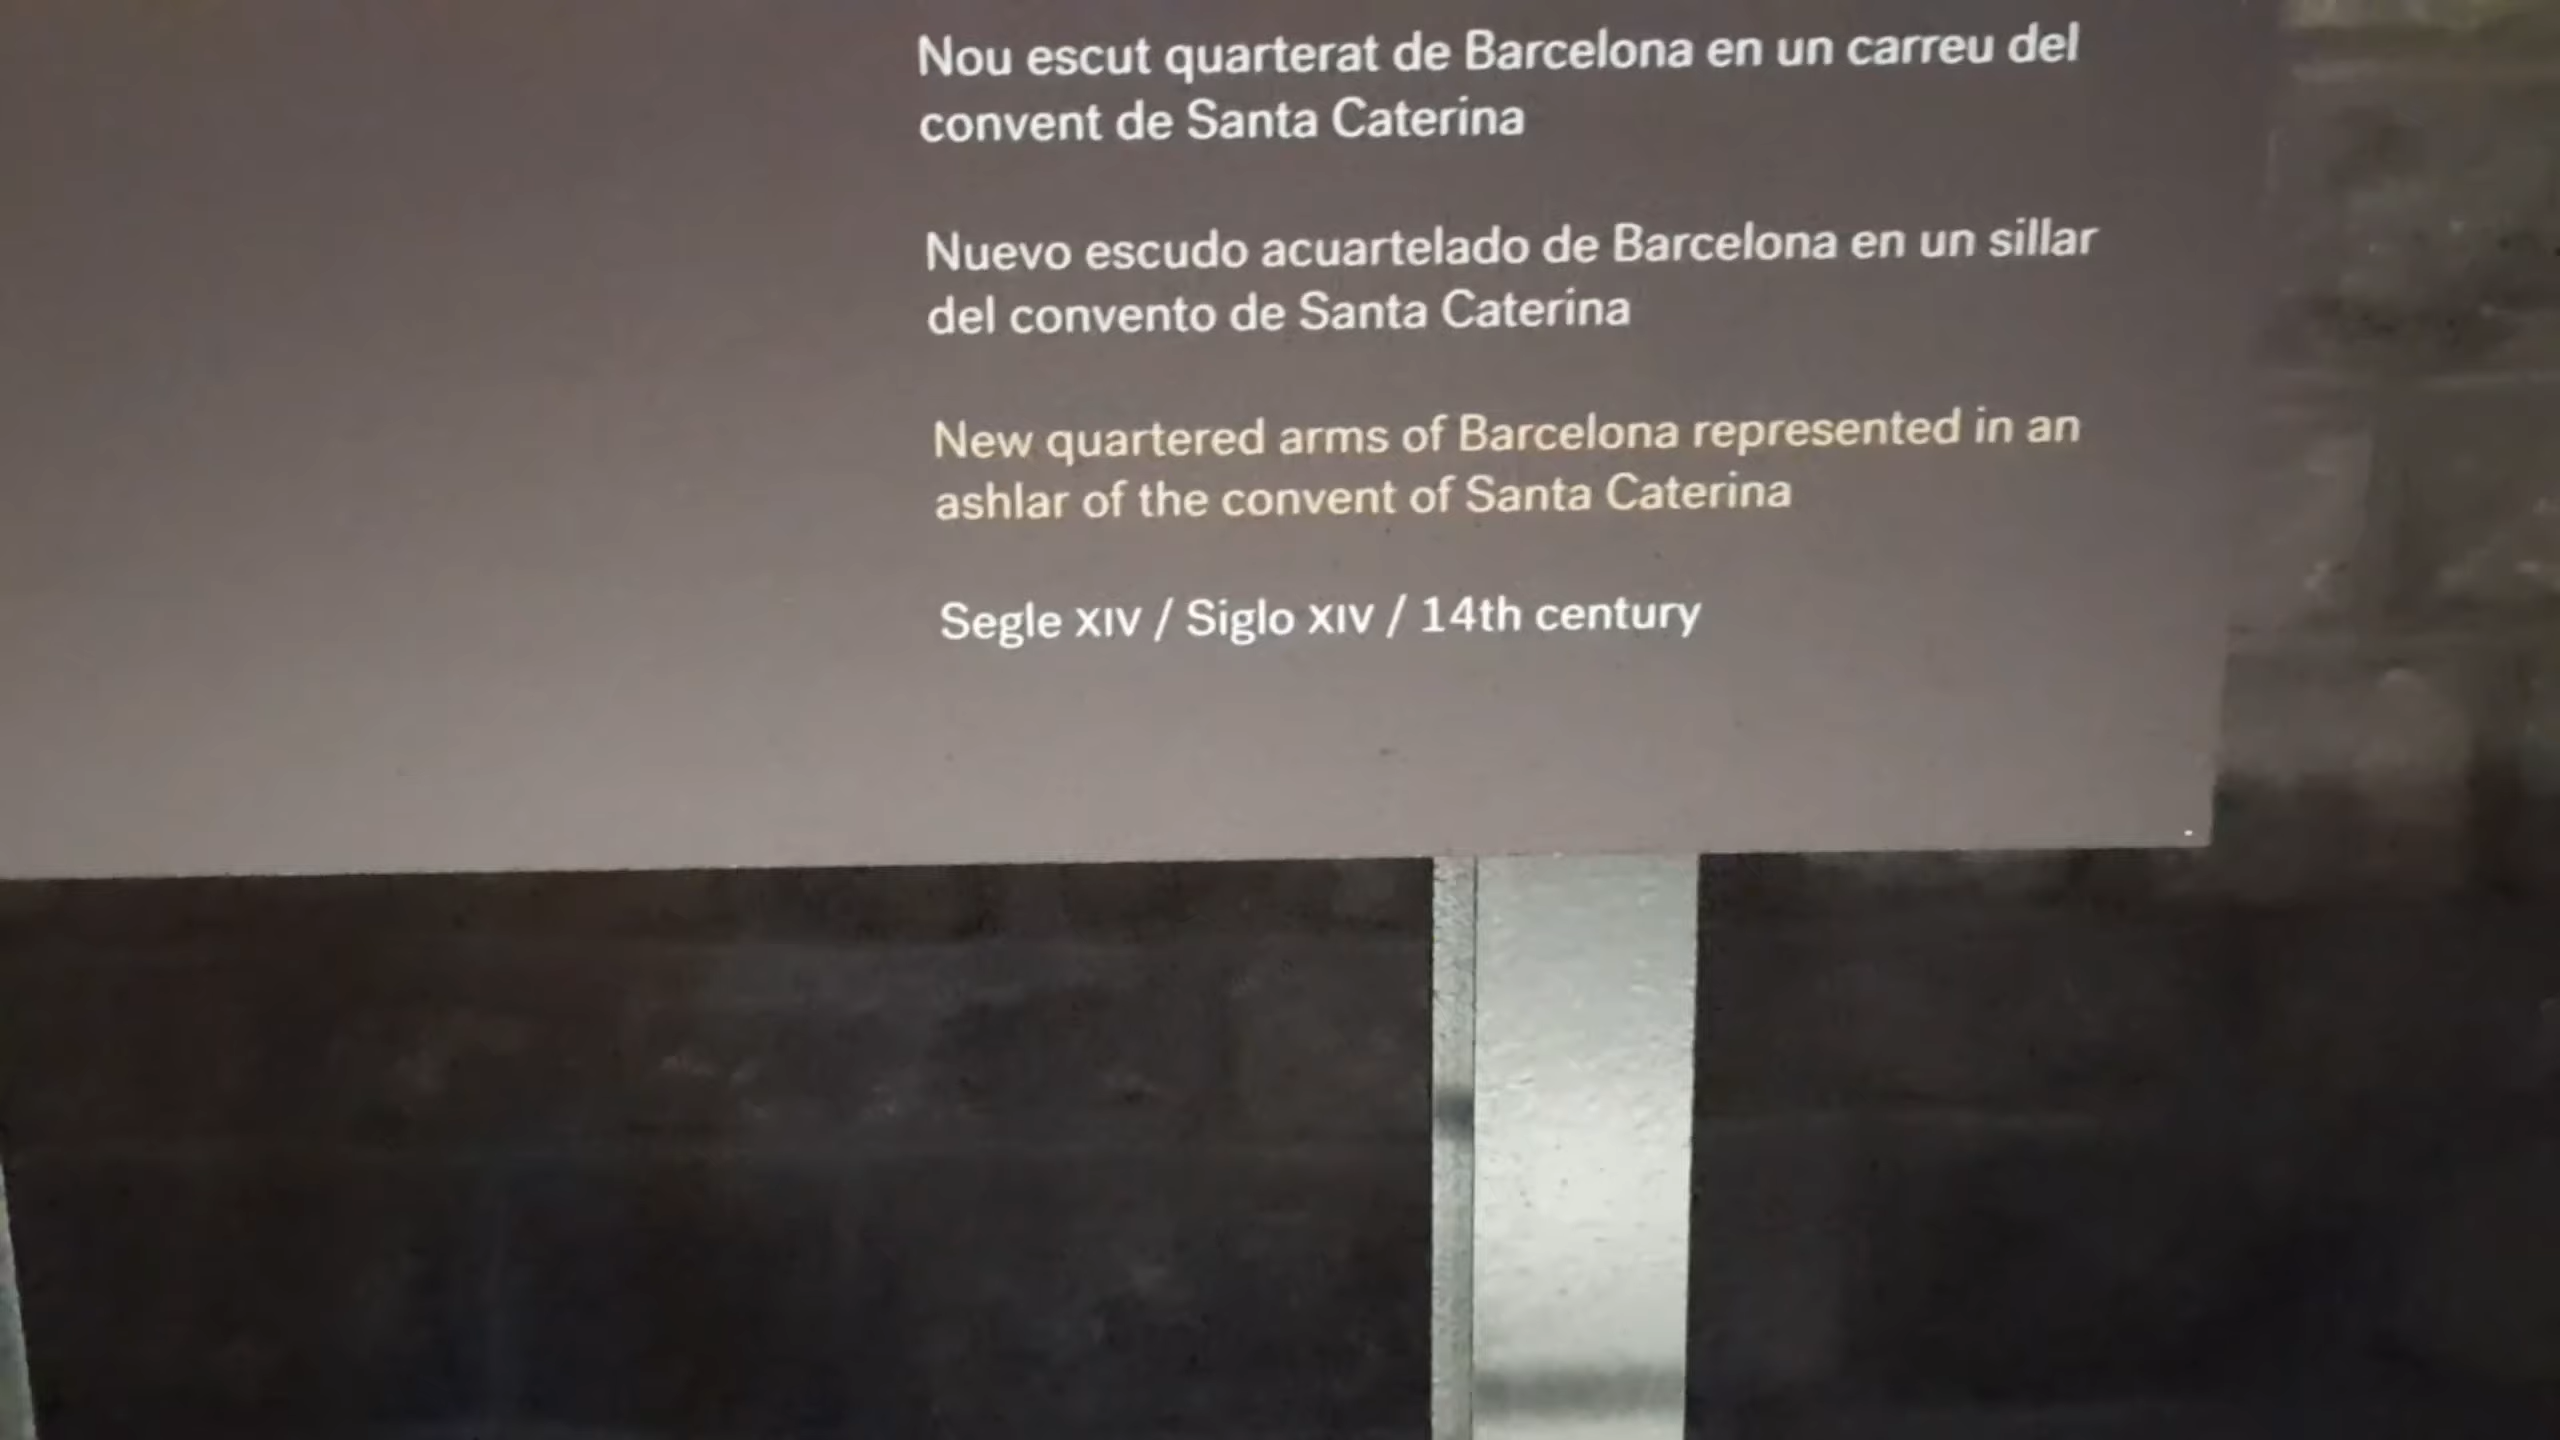 Nou escut quarterat de Barcelona en un carreu del
convent de Santa Caterina
Nuevo escudo acuartelado de Barcelona en un sillar
del convento de Santa Caterina
New quartered arms of Barcelona represented in an
ashlar of the convent of Santa Caterina
Segle XIV / Siglo XIV / 14th century